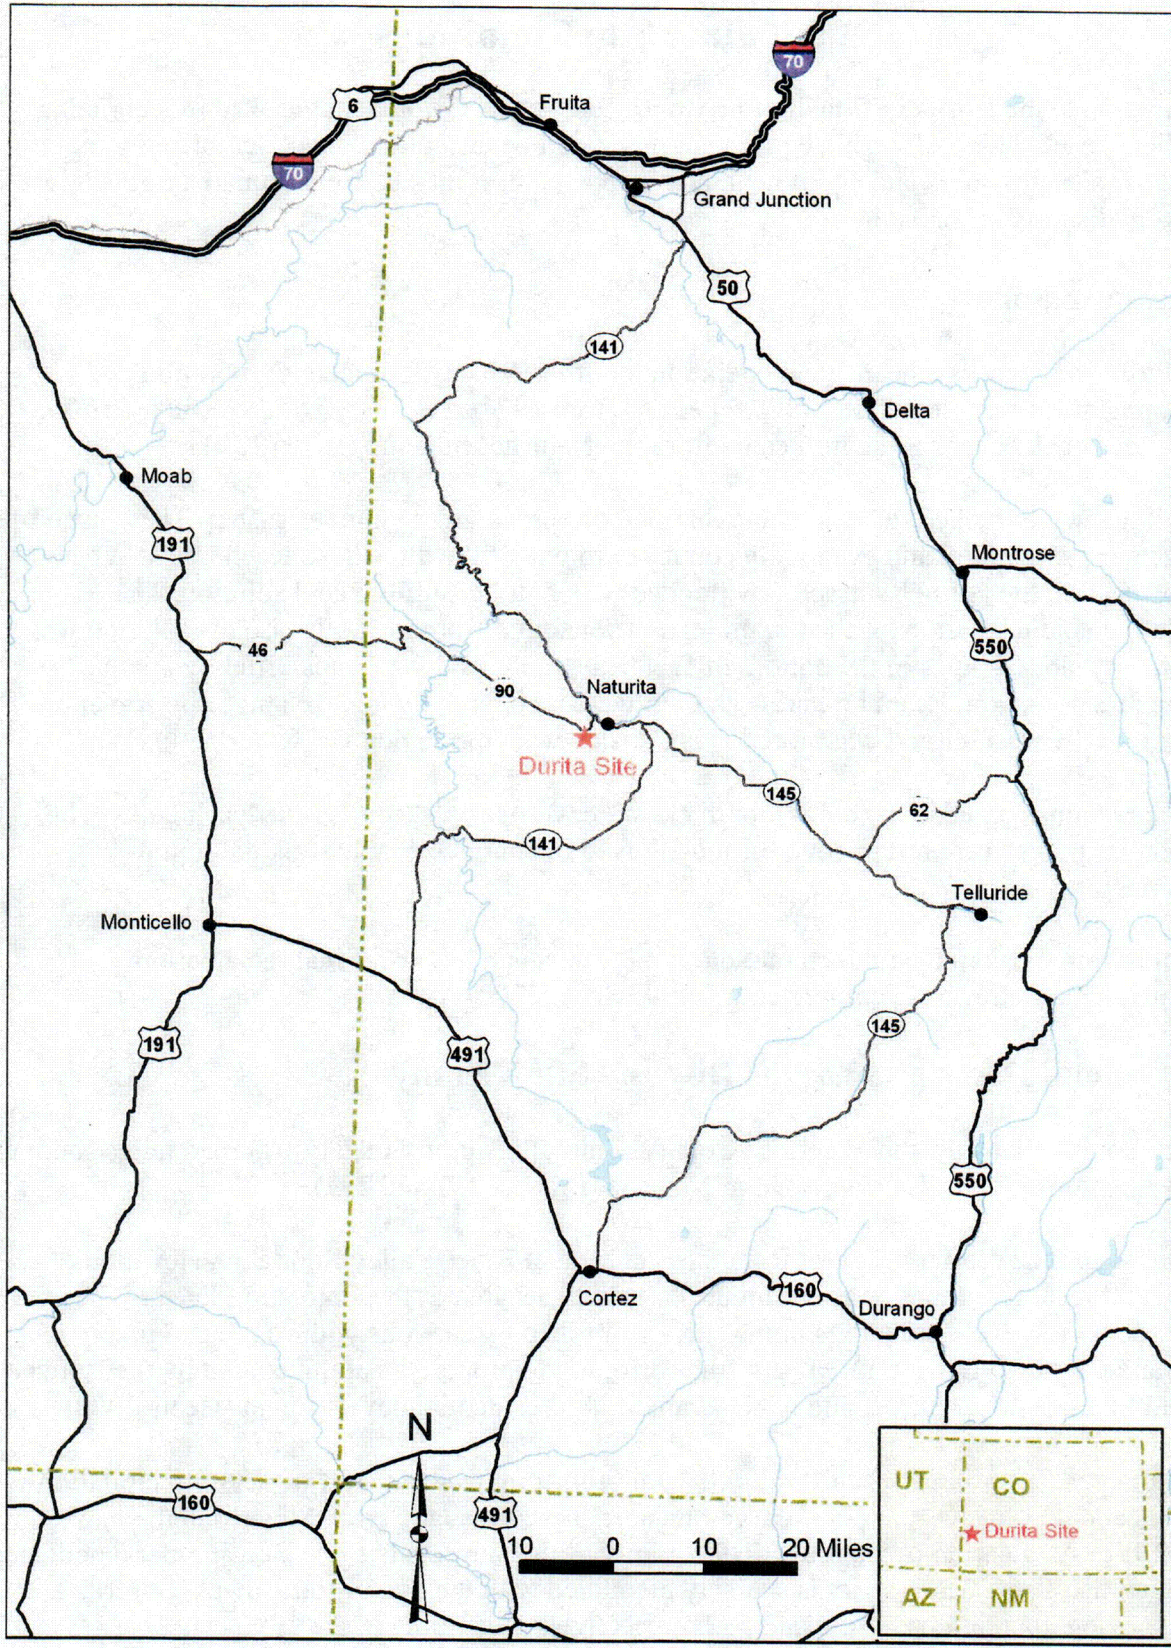 70
6
Fruita
70
Grand Junction
50
141
Delta
Moab
191
Montrose
550
46
90
Naturita
Durita Site
145
62
141
Telluride
Monticello
145
191
491
550
Cortez
160
Durango
N
160
491
10 0 10 20 Miles
UT
CO
Durita Site
AZ
NM